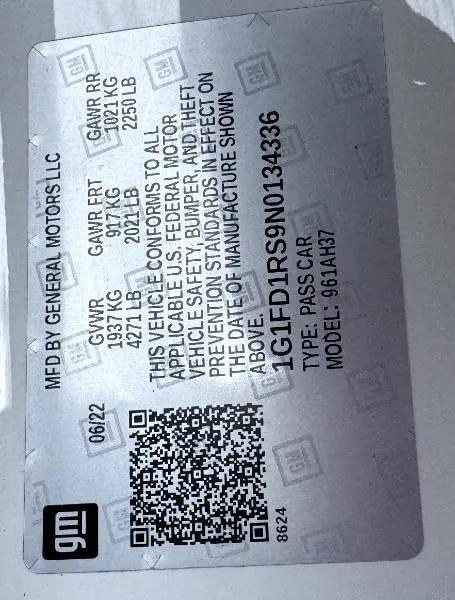 gm
MFD BY GENERAL MOTORS LLC
06/22
GVWR GAWR FRT GAWR RR
1937KG 917 KG 1021 KG
4271 LB 2021 LB 2250 LB
THIS VEHICLE CONFORMS TO ALL
APPLICABLE U.S. FEDERAL MOTOR
VEHICLE SAFETY, BUMPER, AND THEFT
PREVENTION STANDARDS IN EFFECT ON
THE DATE OF MANUFACTURE SHOWN
ABOVE.
1G1FD1RS9N0134336
TYPE: PASS CAR
MODEL: 961AH37
8624